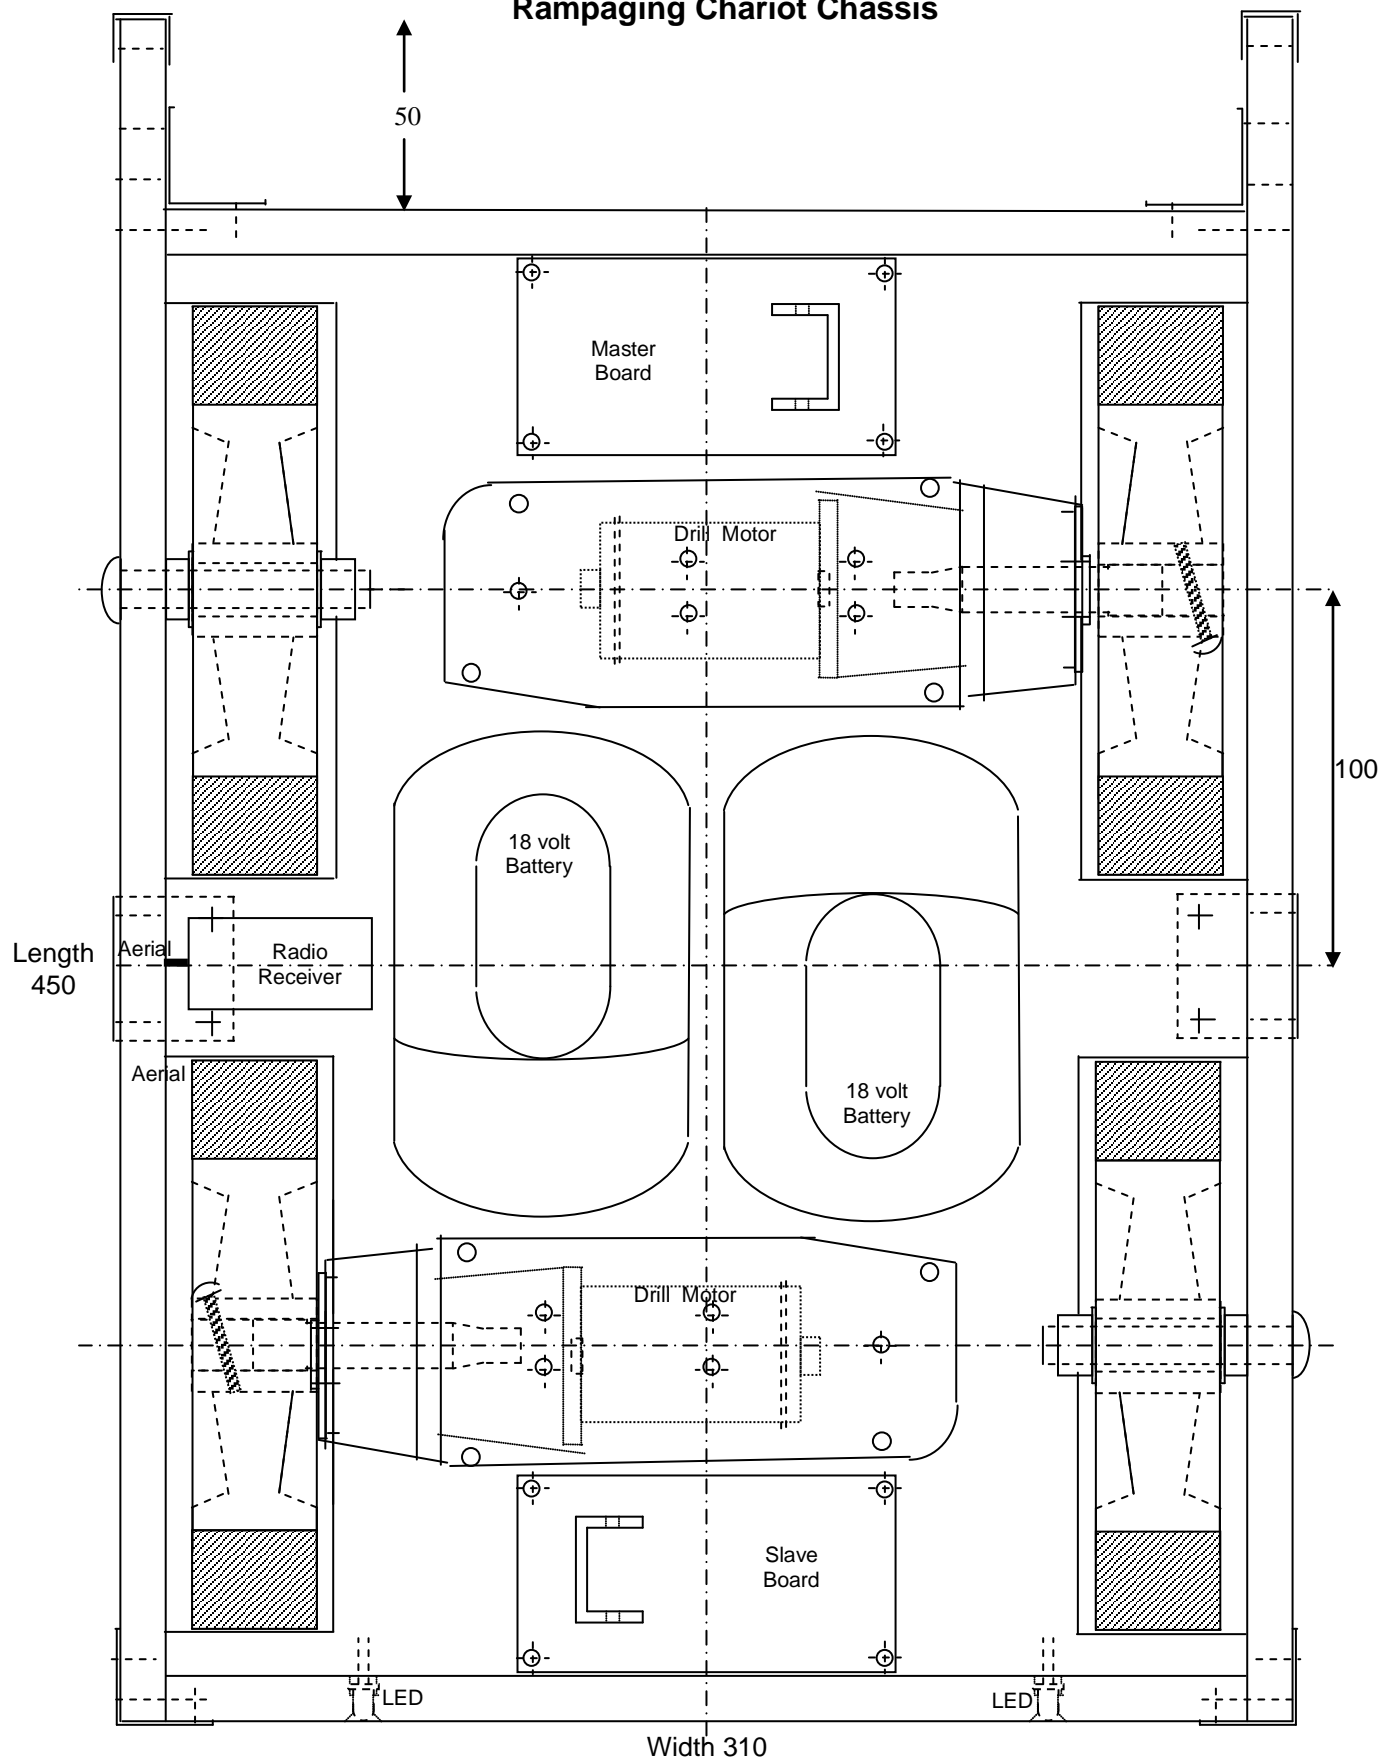 Rampaging Chariot Chassis
50
Master
Board
Drill Motor
100
18 volt
Battery
Length
450
Aerial
Radio
Receiver
Aerial
18 volt
Battery
Drill Motor
Slave
Board
LED
LED
Width 310